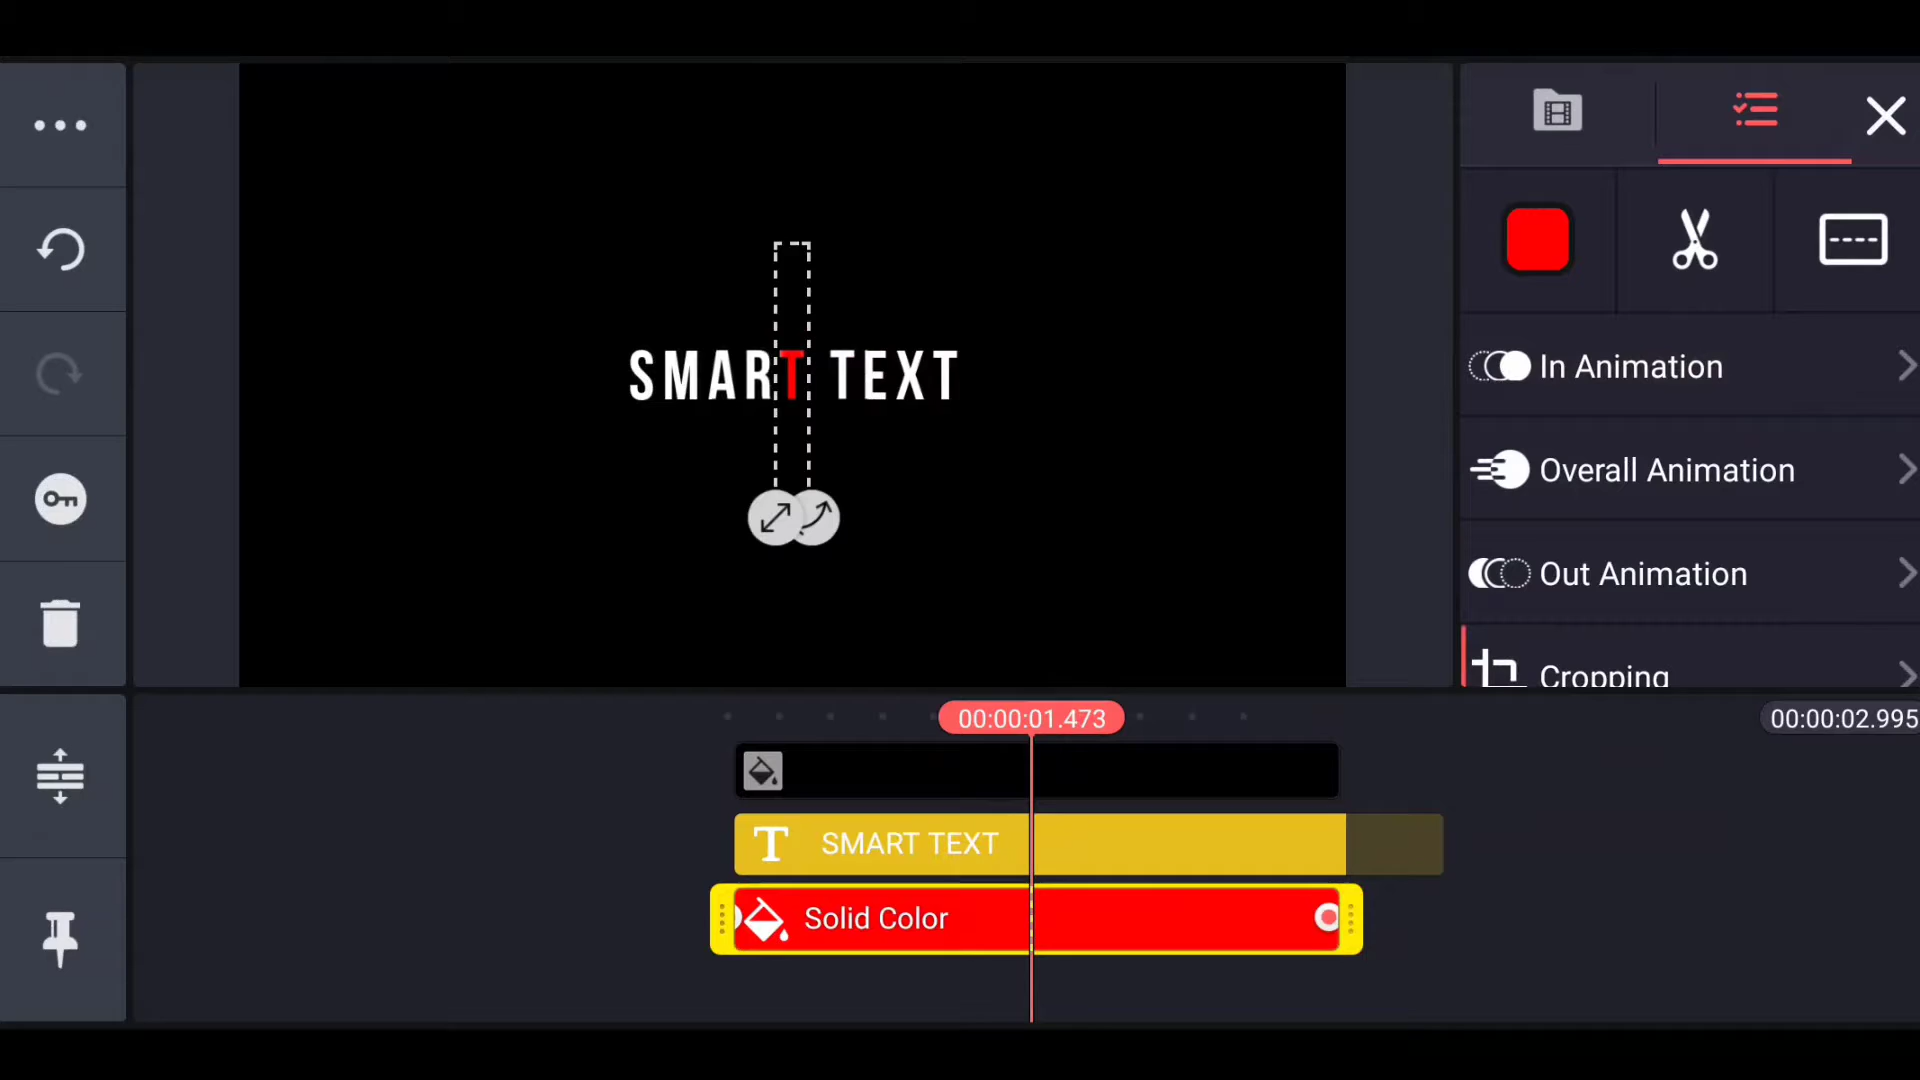 SMART TEXT
In Animation
Overall Animation
Out Animation
Cropping
00:00:01.473
00:00:02.995
T SMART TEXT
Solid Color